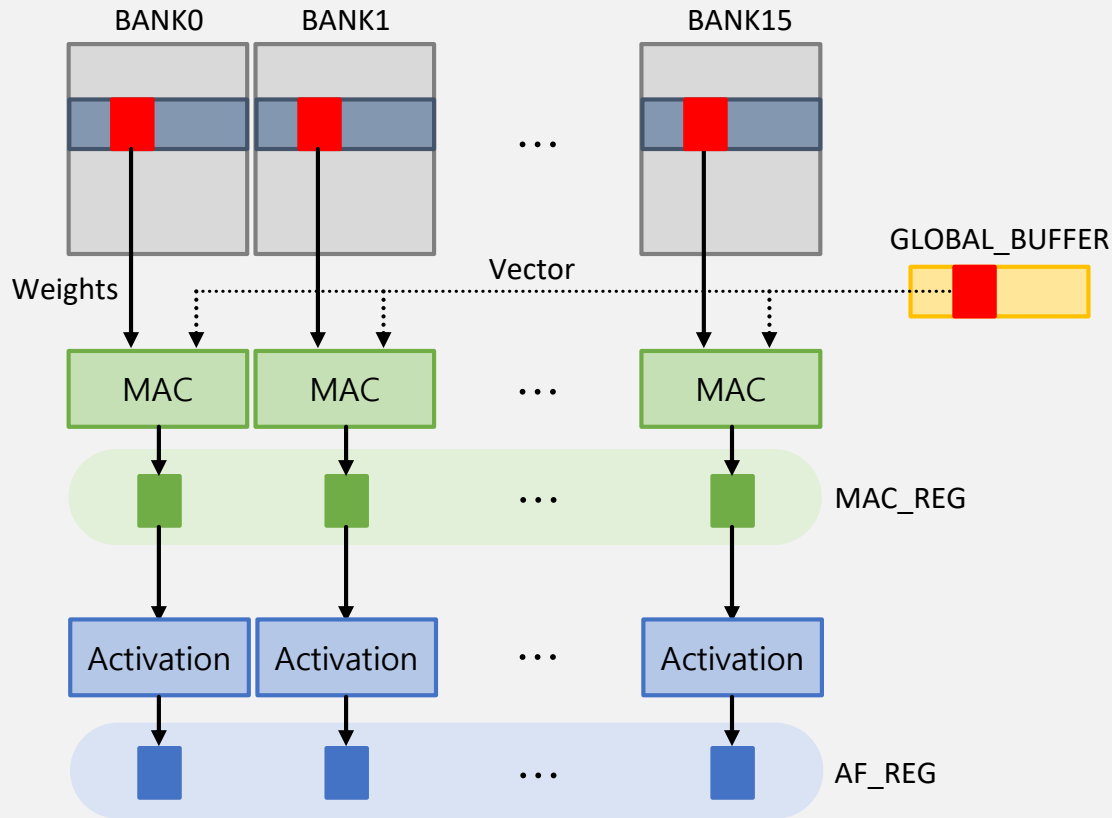 BANK0 BANK1 BANK15
...
GLOBAL_BUFFER
Vector
Weights
MAC MAC ... MAC
... MAC_REG
Activation Activation ... Activation
... AF_REG